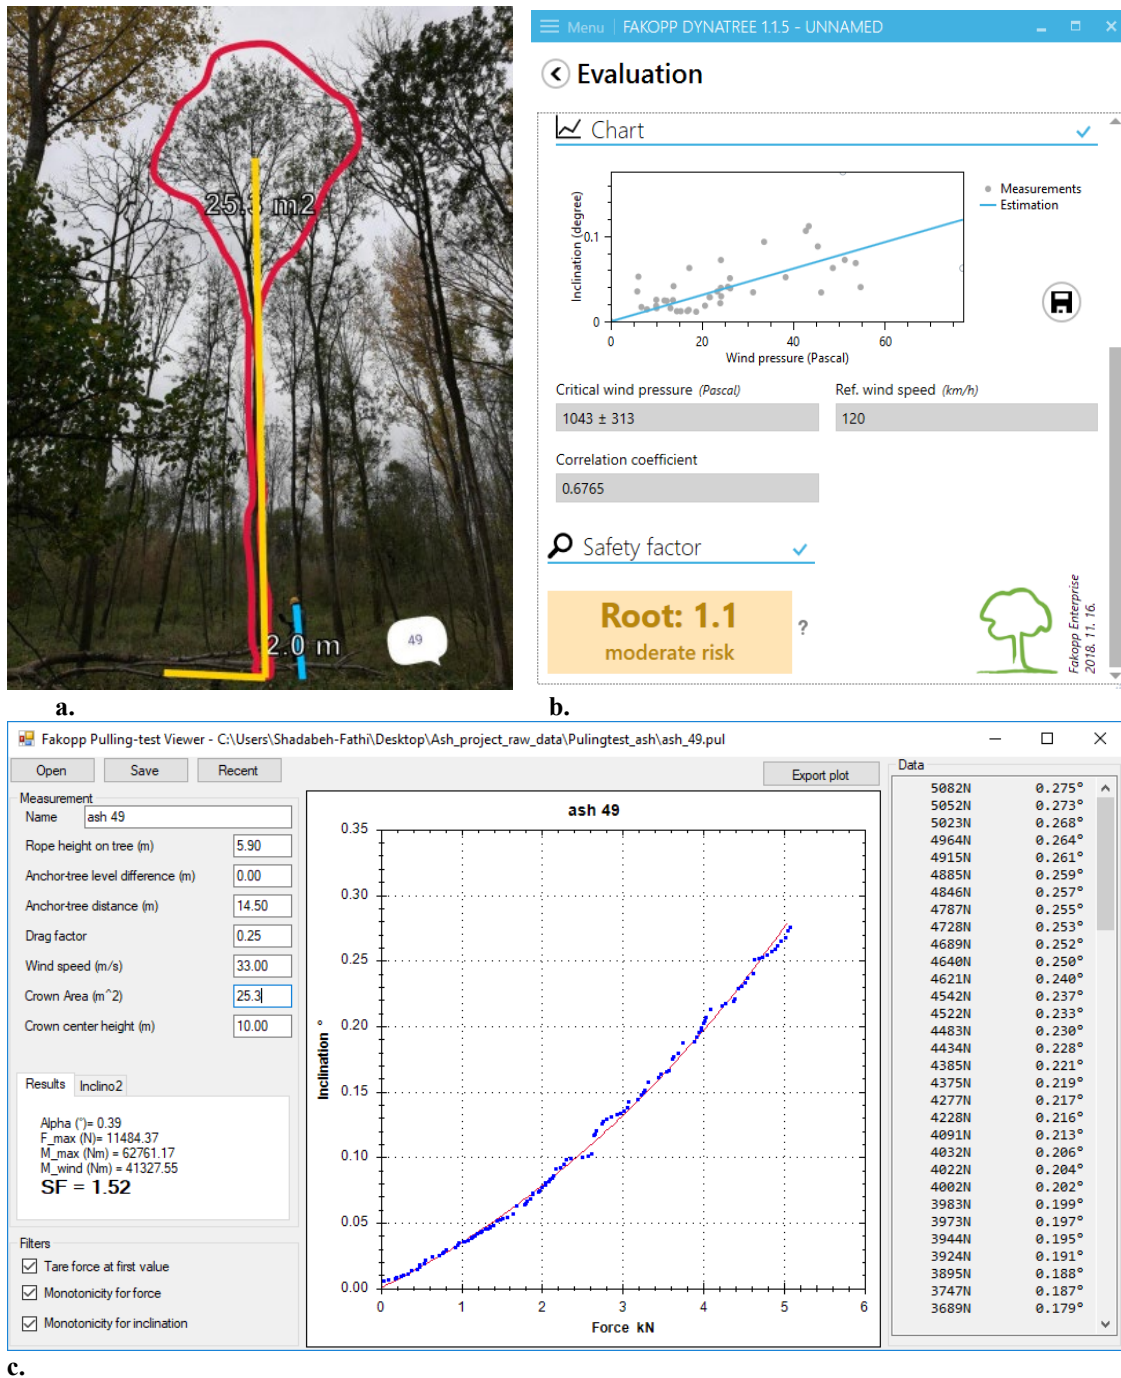 25.3 m2
2.0 m
49
a.
Menu | FAKOPP DYNATREE 1.1.5 - UNNAMED
Evaluation
Chart
Inclination (degree)
0.1
0
0 20 40 60
Wind pressure (Pascal)
Measurements
Estimation
Critical wind pressure (Pascal) Ref. wind speed (km/h)
1043 ± 313 120
Correlation coefficient
0.6765
Safety factor
Root: 1.1
moderate risk
?
Fakopp Enterprise
2018. 11. 16.
b.
Fakopp Pulling-test Viewer - C:\Users\Shadabeh-Fathi\Desktop\Ash_project_raw_data\Pulingtest_ash\ash_49.pul
Open Save Recent
Export plot
Measurement
Name ash 49
Rope height on tree (m) 5.90
Anchor-tree level difference (m) 0.00
Anchor-tree distance (m) 14.50
Drag factor 0.25
Wind speed (m/s) 33.00
Crown Area (m^2) 25.3
Crown center height (m) 10.00
Results Inclino2
Alpha (°)= 0.39
F_max (N)= 11484.37
M_max (Nm) = 62761.17
M_wind (Nm) = 41327.55
SF = 1.52
Filters
Tare force at first value
Monotonicity for force
Monotonicity for inclination
ash 49
Inclination °
0.35
0.30
0.25
0.20
0.15
0.10
0.05
0.00
0 1 2 3 4 5 6
Force kN
Data
5082N 0.275°
5052N 0.273°
5023N 0.268°
4964N 0.264°
4915N 0.261°
4885N 0.259°
4846N 0.257°
4787N 0.255°
4728N 0.253°
4689N 0.252°
4640N 0.250°
4621N 0.240°
4542N 0.237°
4522N 0.233°
4483N 0.230°
4434N 0.228°
4385N 0.221°
4375N 0.219°
4277N 0.217°
4228N 0.216°
4091N 0.213°
4032N 0.206°
4022N 0.204°
4002N 0.202°
3983N 0.199°
3973N 0.197°
3944N 0.195°
3924N 0.191°
3895N 0.188°
3747N 0.187°
3689N 0.179°
c.